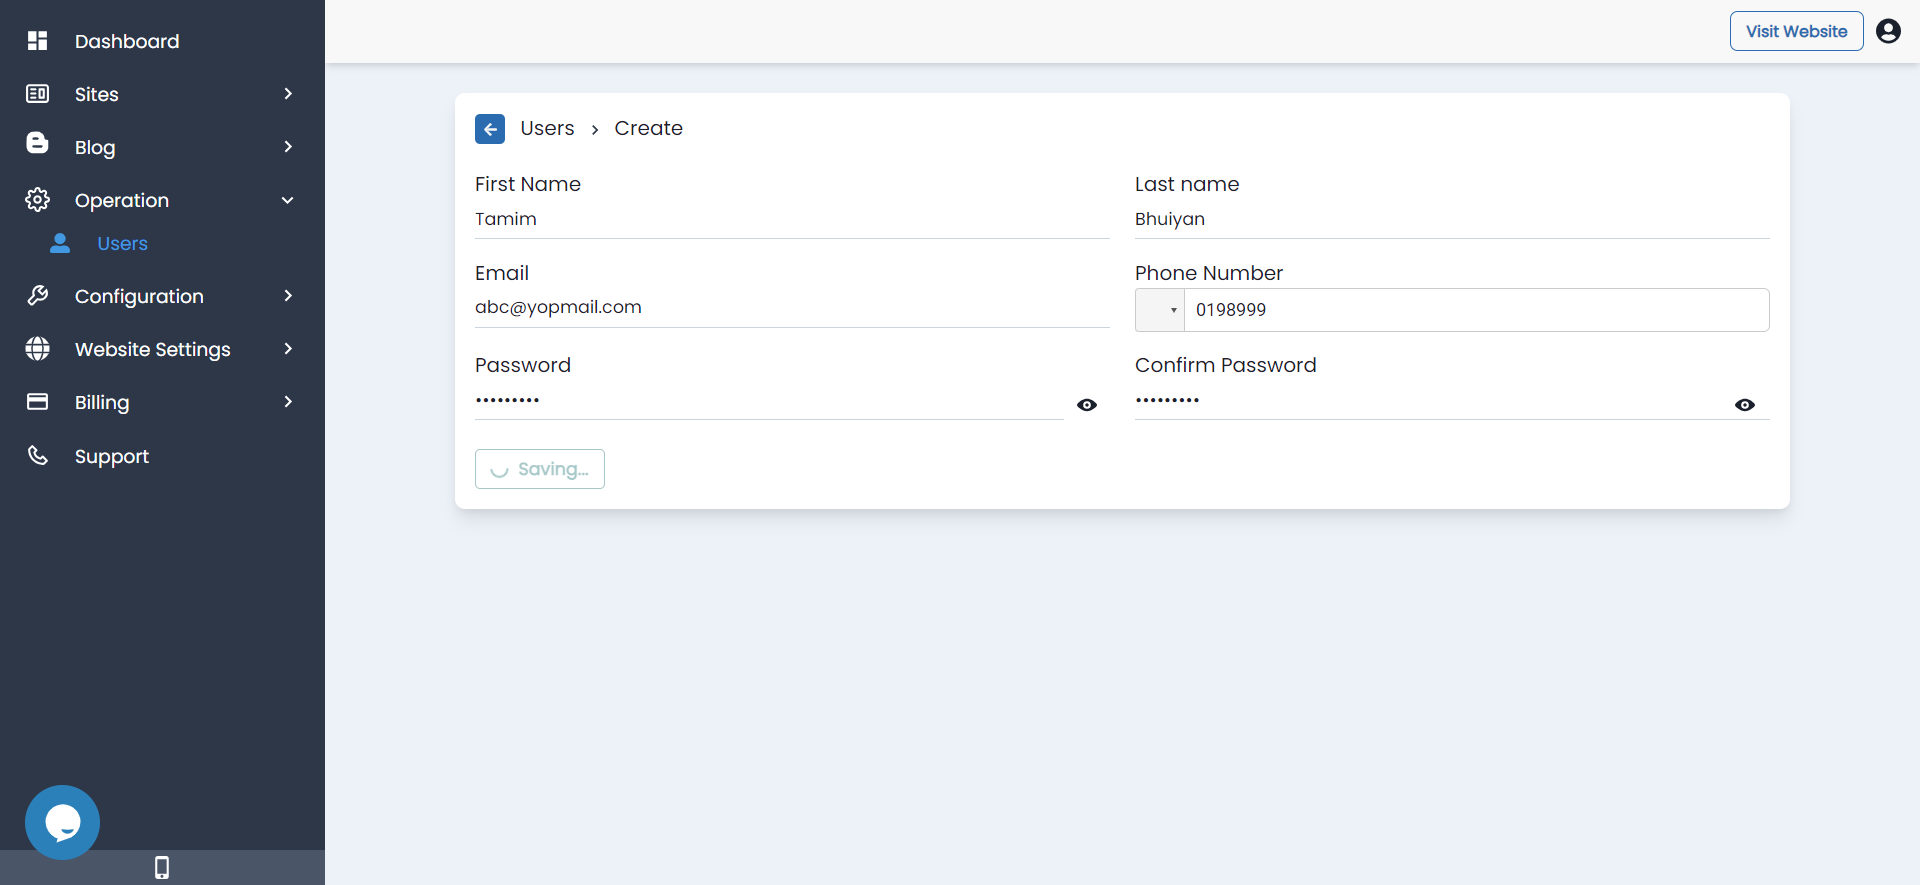 Dashboard
Sites
Blog
Operation
Users
Configuration
Website Settings
Billing
Support
Visit Website
Users › Create
First Name
Tamim
Last name
Bhuiyan
Email
abc@yopmail.com
Phone Number
0198999
Password
•••••••••
Confirm Password
•••••••••
Saving...